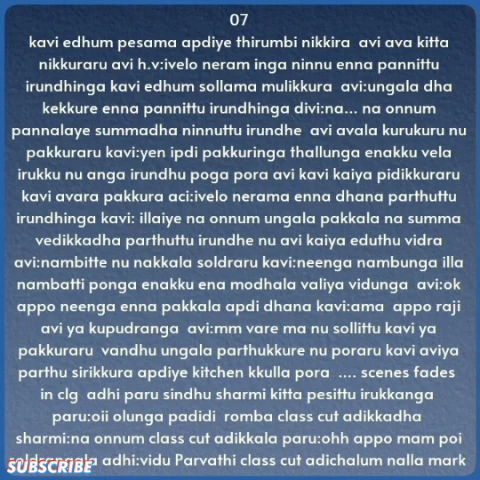 07
kavi edhum pesama apdiye thirumbi nikkira avi ava kitta
nikkuraru avi h.v:ivelo neram inga ninnu enna pannittu
irundhinga kavi edhum sollama mulikkura avi:ungala dha
kekkure enna pannittu irundhinga divi:na... na onnum
pannalaye summadha ninnuttu irundhe avi avala kurukuru nu
pakkuraru kavi:yen ipdi pakkuringa thallunga enakku vela
irukku nu anga irundhu poga pora avi kavi kaiya pidikkuraru
kavi avara pakkura aci:ivelo nerama enna dhana parthuttu
irundhinga kavi: illaiye na onnum ungala pakkala na summa
vedikkadha parthuttu irundhe nu avi kaiya eduthu vidra
avi:nambitte nu nakkala soldraru kavi:neenga nambunga illa
nambatti ponga enakku ena modhala valiya vidunga avi:ok
appo neenga enna pakkala apdi dhana kavi:ama appo raji
avi ya kupudranga avi:mm vare ma nu sollittu kavi ya
pakkuraru vandhu ungala parthukkure nu poraru kavi aviya
parthu sirikkura apdiye kitchen kkulla pora .... scenes fades
in clg adhi paru sindhu sharmi kitta pesittu irukkanga
paru:oii olunga padidi romba class cut adikkadha
sharmi:na onnum class cut adikkala paru:ohh appo mam poi
adhi:vidu Parvathi class cut adichalum nalla mark
SUBSCRIBE